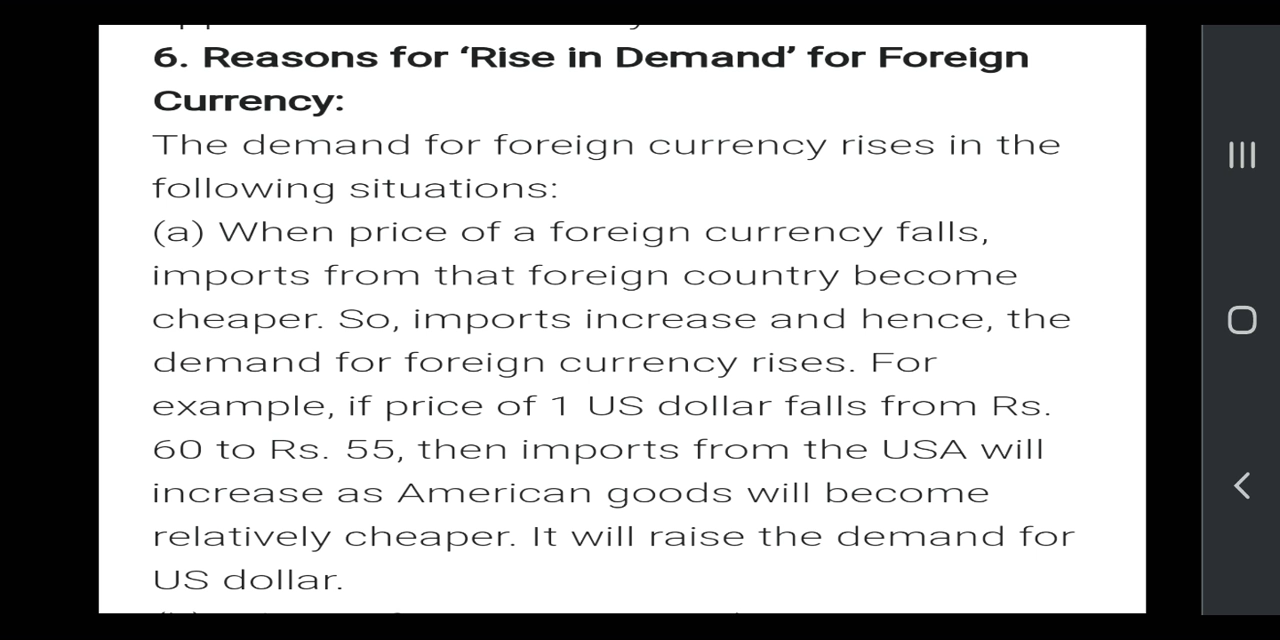 6. Reasons for ‘Rise in Demand’ for Foreign
Currency:
The demand for foreign currency rises in the
following situations:
(a) When price of a foreign currency falls,
imports from that foreign country become
cheaper. So, imports increase and hence, the
demand for foreign currency rises. For
example, if price of 1 US dollar falls from Rs.
60 to Rs. 55, then imports from the USA will
increase as American goods will become
relatively cheaper. It will raise the demand for
US dollar.